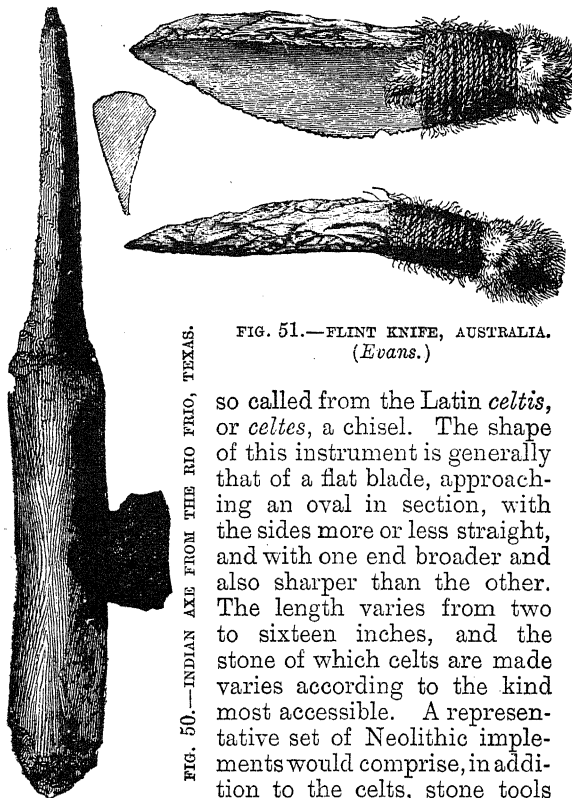 FIG. 51.—FLINT KNIFE, AUSTRALIA.
(Evans.)
FIG. 50.—INDIAN AXE FROM THE RIO FRIO, TEXAS.
so called from the Latin celtis,
or celtes, a chisel. The shape
of this instrument is generally
that of a flat blade, approach-
ing an oval in section, with
the sides more or less straight,
and with one end broader and
also sharper than the other.
The length varies from two
to sixteen inches, and the
stone of which celts are made
varies according to the kind
most accessible. A represen-
tative set of Neolithic imple-
ments would comprise, in addi-
tion to the celts, stone tools